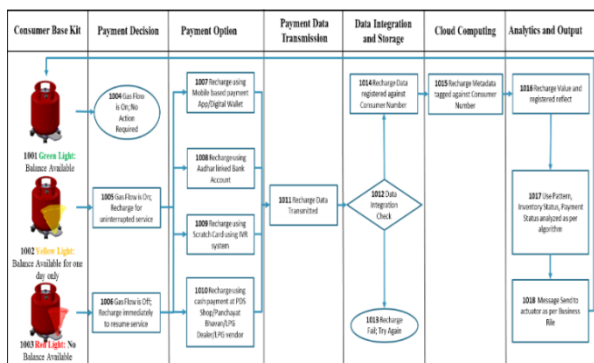 Consumer Base Kit
Payment Decision
Payment Option
Payment Data
Transmission
Data Integration
and Storage
Cloud Computing
Analytics and Output
1001 Green Light:
Balance Available
1002 Yellow Light:
Balance Available for one
day only
1003 Red Light: No
Balance Available
1004 Gas Flow
is On; No
Action
Required
1005 Gas Flow is On;
Recharge for
uninterrupted service
1006 Gas Flow is Off;
Recharge immediately
to resume service
1007 Recharge using
Mobile based payment
App/Digital Wallet
1008 Recharge using
Aadhar linked Bank
Account
1009 Recharge using
Scratch Card using IVR
system
1010 Recharge using
cash payment at PDS
Shop/Panchayat
Bhavan/LPG
Dealer/LPG vendor
1011 Recharge Data
Transmitted
1012 Data
Integration
Check
1013 Recharge
Fail; Try Again
1014 Recharge Data
registered against
Consumer Number
1015 Recharge Metadata
tagged against Consumer
Number
1016 Recharge Value and
registered reflect
1017 Use Pattern,
Inventory Status, Payment
Status analyzed as per
algorithm
1018 Message Send to
actuator as per Business
Rile